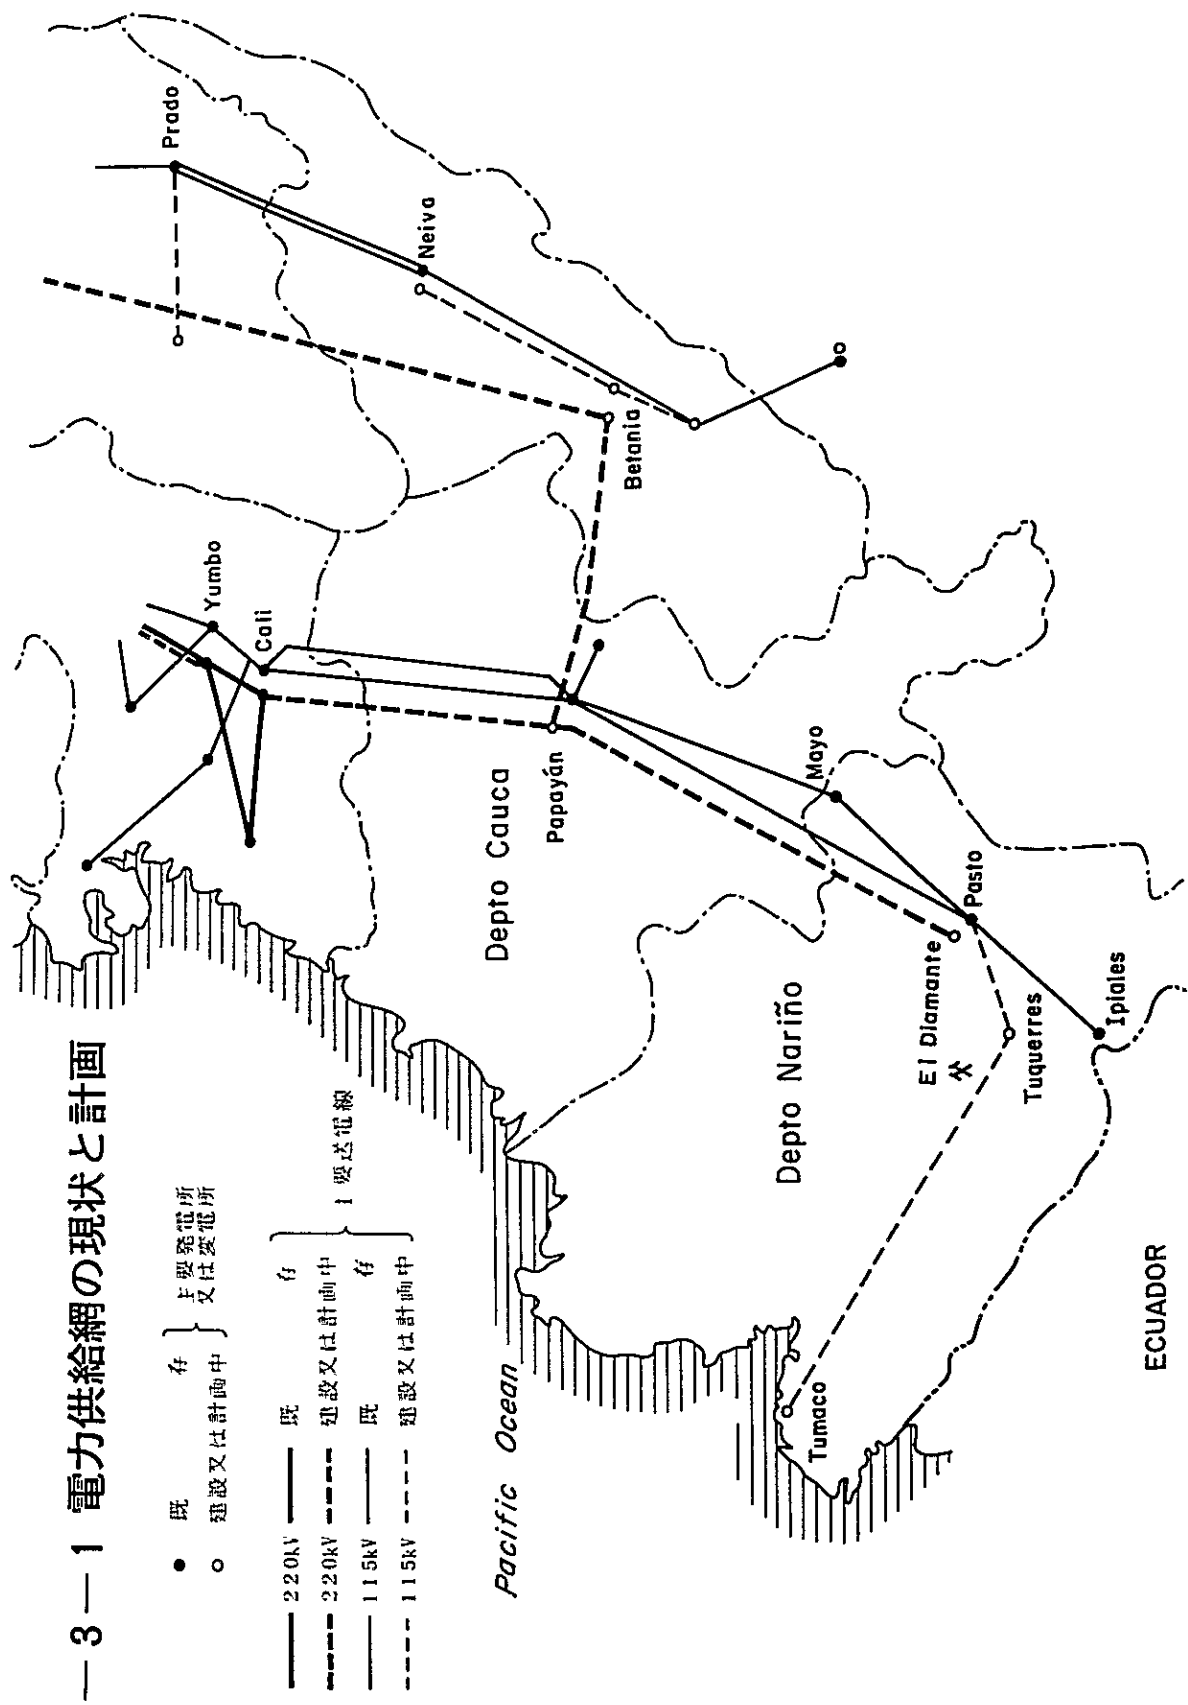 —3—1 電力供給網の現状と計画
● 既存
○ 建設又は計画中
主要発電所
又は変電所
220kV 既存
220kV 建設又は計画中
115kV 既存
115kV 建設又は計画中
要送電線
Pacific Ocean
Prado
Neiva
Betania
Yumbo
Cali
Depto Cauca
Papayán
Mayo
Pasto
El Diamante
Depto Nariño
Tuquerres
Ipiales
Tumaco
ECUADOR